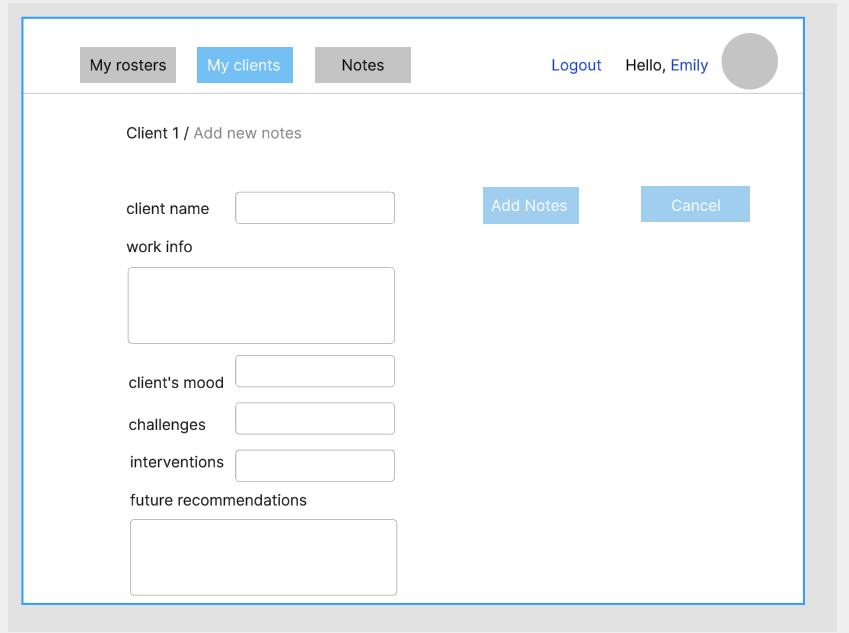 My rosters My clients Notes Logout Hello, Emily
Client 1 / Add new notes
client name Add Notes Cancel
work info
client's mood
challenges
interventions
future recommendations